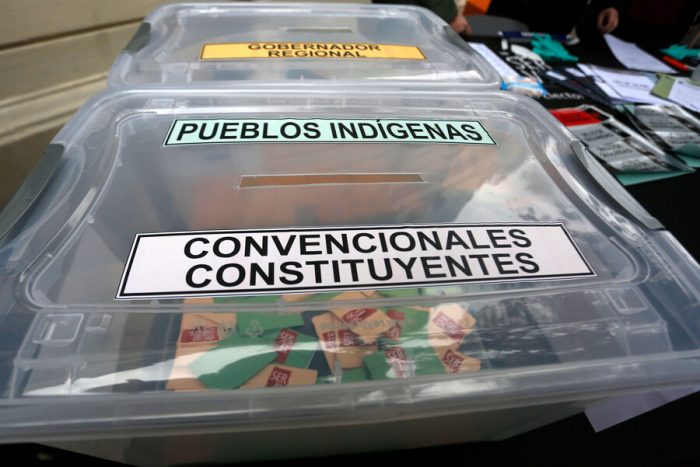 GOBERNADOR
REGIONAL
PUEBLOS INDÍGENAS
CONVENCIONALES
CONSTITUYENTES